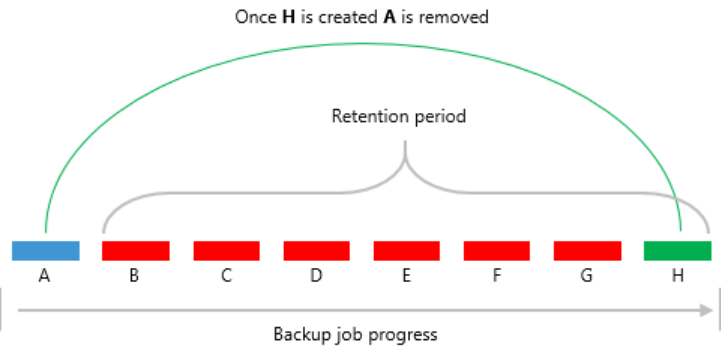 Once H is created A is removed
Retention period
A B C D E F G H
Backup job progress